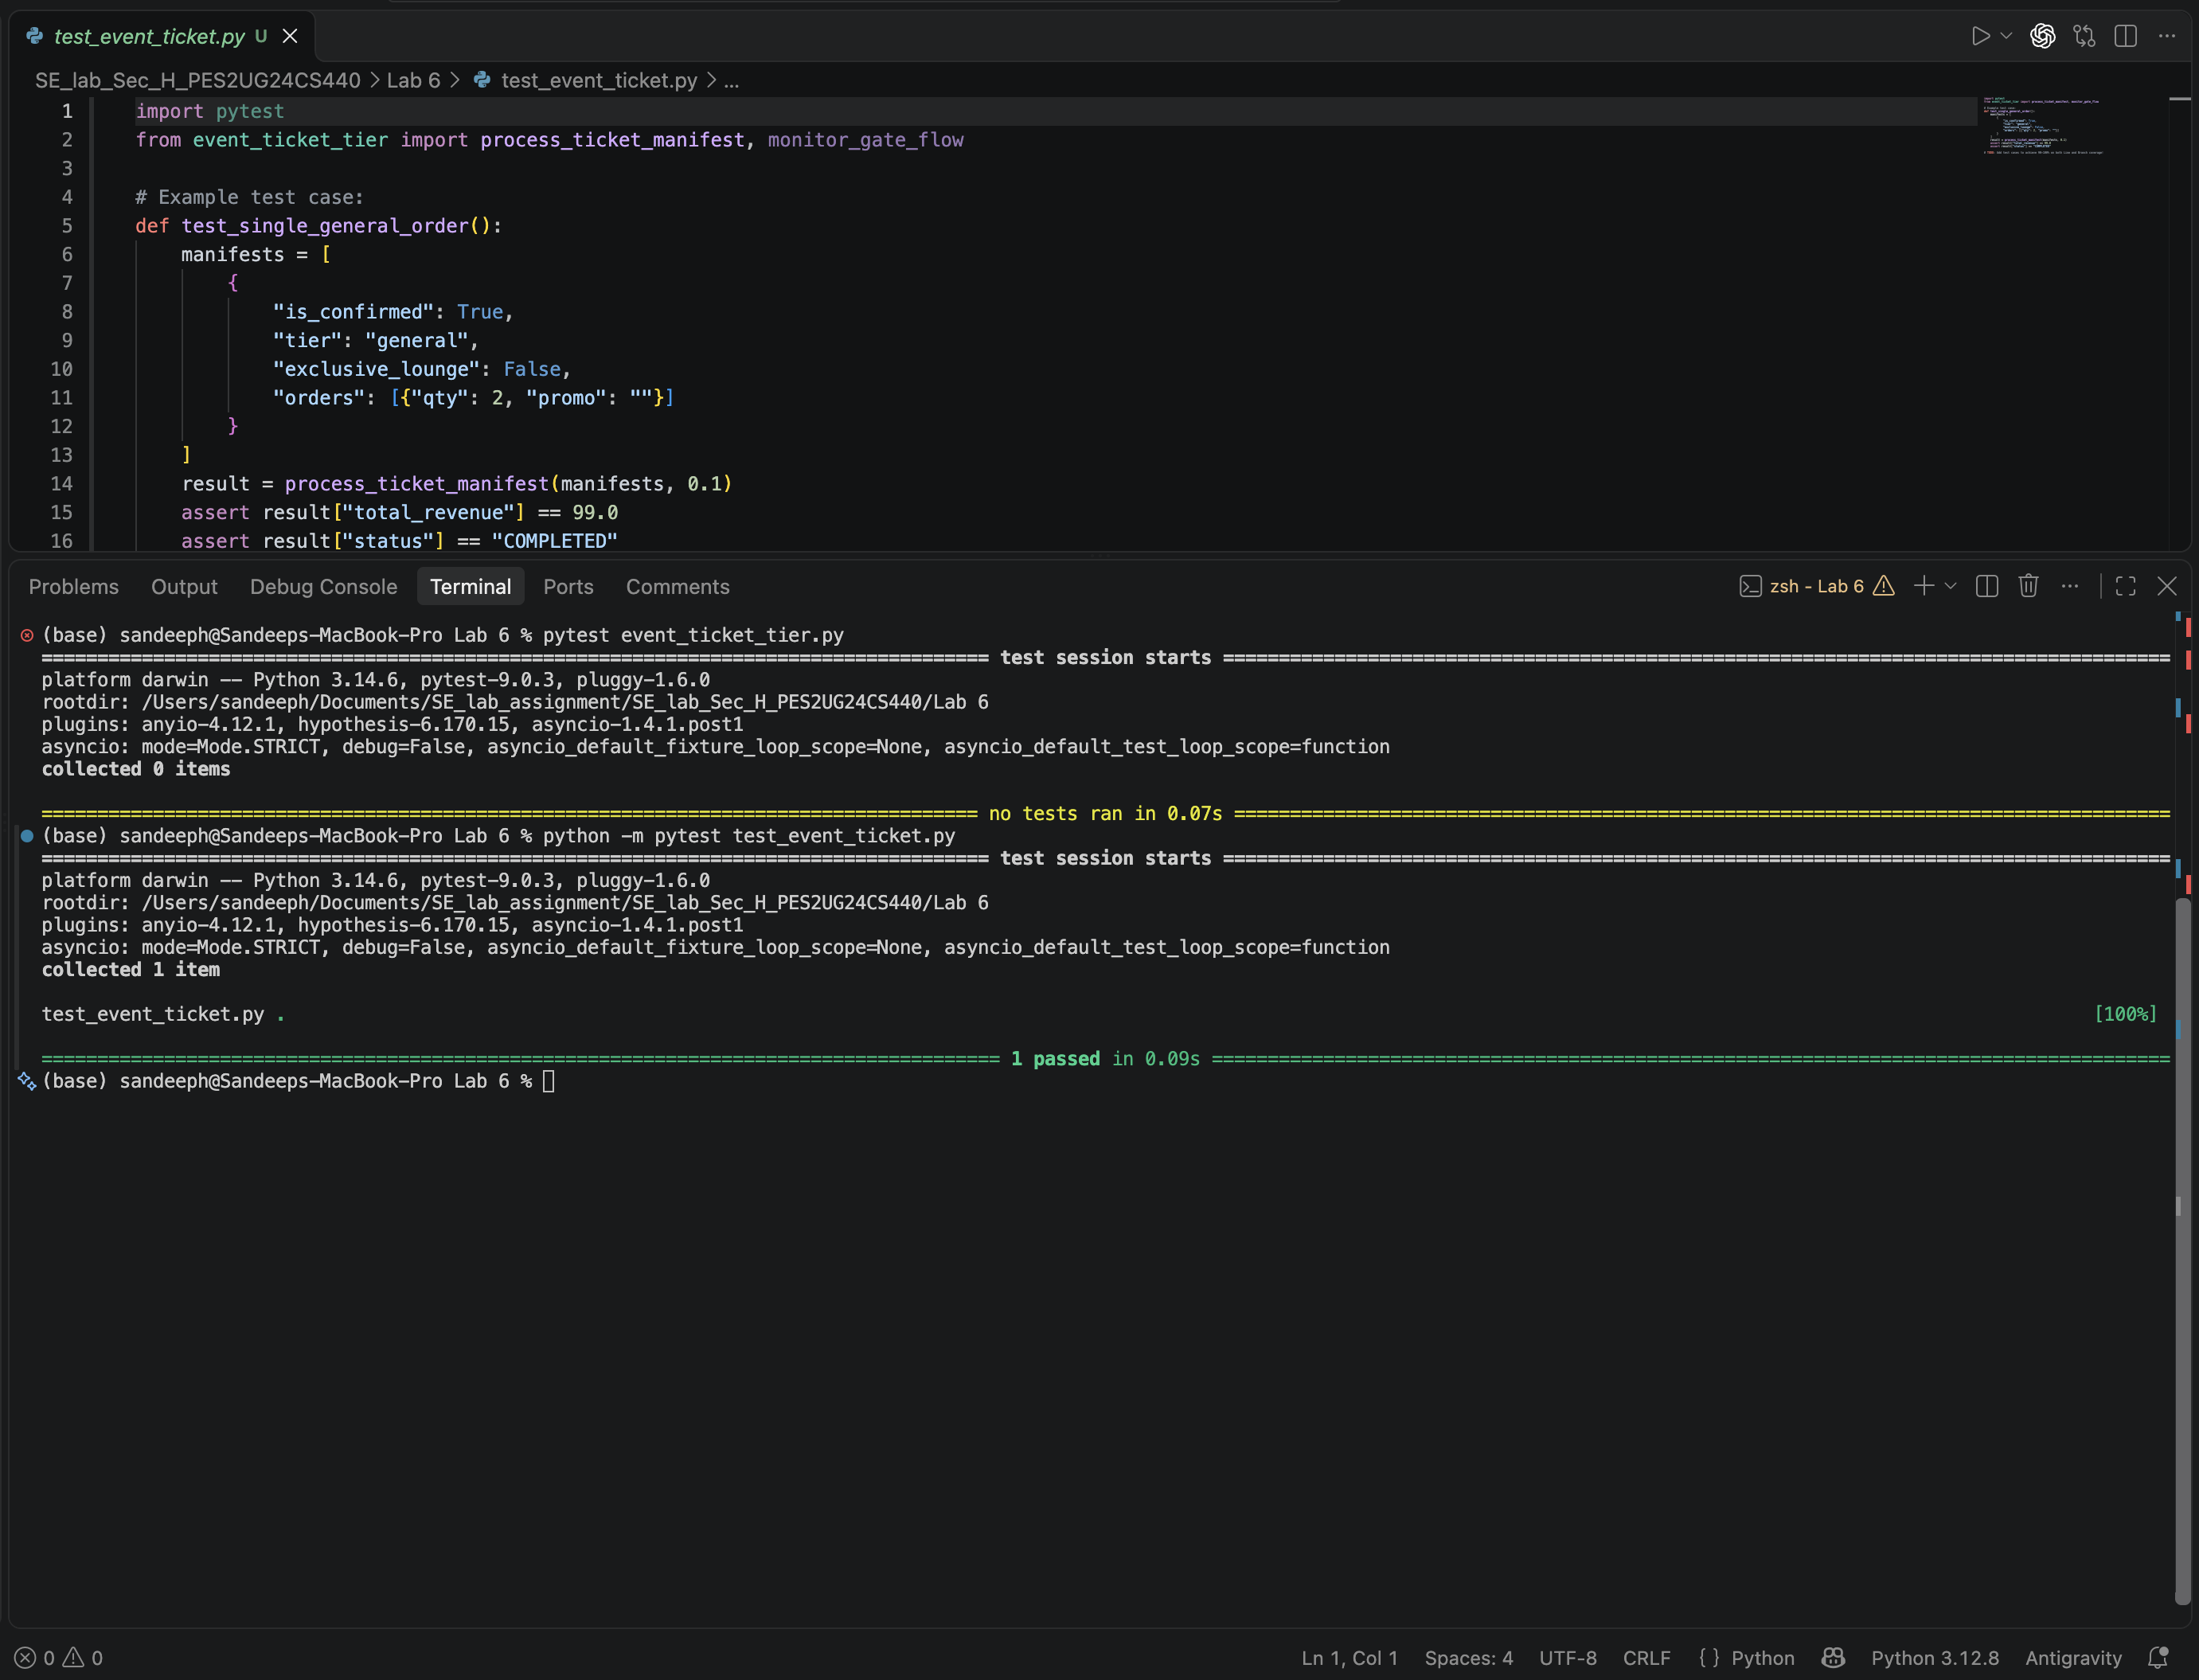 test_event_ticket.py U
SE_lab_Sec_H_PES2UG24CS440 > Lab 6 > test_event_ticket.py > ...
1 import pytest
2 from event_ticket_tier import process_ticket_manifest, monitor_gate_flow
3
4 # Example test case:
5 def test_single_general_order():
6 manifests = [
7 {
8 "is_confirmed": True,
9 "tier": "general",
10 "exclusive_lounge": False,
11 "orders": [{"qty": 2, "promo": ""}]
12 }
13 ]
14 result = process_ticket_manifest(manifests, 0.1)
15 assert result["total_revenue"] == 99.0
16 assert result["status"] == "COMPLETED"
Problems Output Debug Console Terminal Ports Comments zsh - Lab 6
(base) sandeeph@Sandeeps-MacBook-Pro Lab 6 % pytest event_ticket_tier.py
test session starts
platform darwin -- Python 3.14.6, pytest-9.0.3, pluggy-1.6.0
rootdir: /Users/sandeeph/Documents/SE_lab_assignment/SE_lab_Sec_H_PES2UG24CS440/Lab 6
plugins: anyio-4.12.1, hypothesis-6.170.15, asyncio-1.4.1.post1
asyncio: mode=Mode.STRICT, debug=False, asyncio_default_fixture_loop_scope=None, asyncio_default_test_loop_scope=function
collected 0 items
no tests ran in 0.07s
(base) sandeeph@Sandeeps-MacBook-Pro Lab 6 % python -m pytest test_event_ticket.py
test session starts
platform darwin -- Python 3.14.6, pytest-9.0.3, pluggy-1.6.0
rootdir: /Users/sandeeph/Documents/SE_lab_assignment/SE_lab_Sec_H_PES2UG24CS440/Lab 6
plugins: anyio-4.12.1, hypothesis-6.170.15, asyncio-1.4.1.post1
asyncio: mode=Mode.STRICT, debug=False, asyncio_default_fixture_loop_scope=None, asyncio_default_test_loop_scope=function
collected 1 item
test_event_ticket.py . [100%]
1 passed in 0.09s
(base) sandeeph@Sandeeps-MacBook-Pro Lab 6 %
0 0 Ln 1, Col 1 Spaces: 4 UTF-8 CRLF {} Python Python 3.12.8 Antigravity